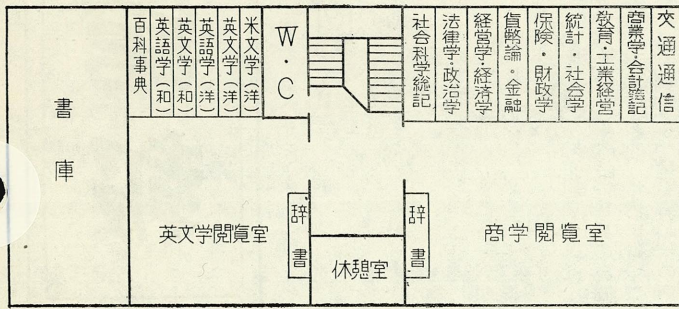 百科事典
英語学(和)
英文学(和)
英語学(洋)
英文学(洋)
米文学(洋)
W・C
社会科学総記
法律学・政治学
経営学・経済学
貨幣論・金融
保険・財政学
統計・社会学
教育・工業経営
商業学・会計簿記
交通通信
書庫
英文学閲覧室
辞書
休憩室
辞書
商学閲覧室